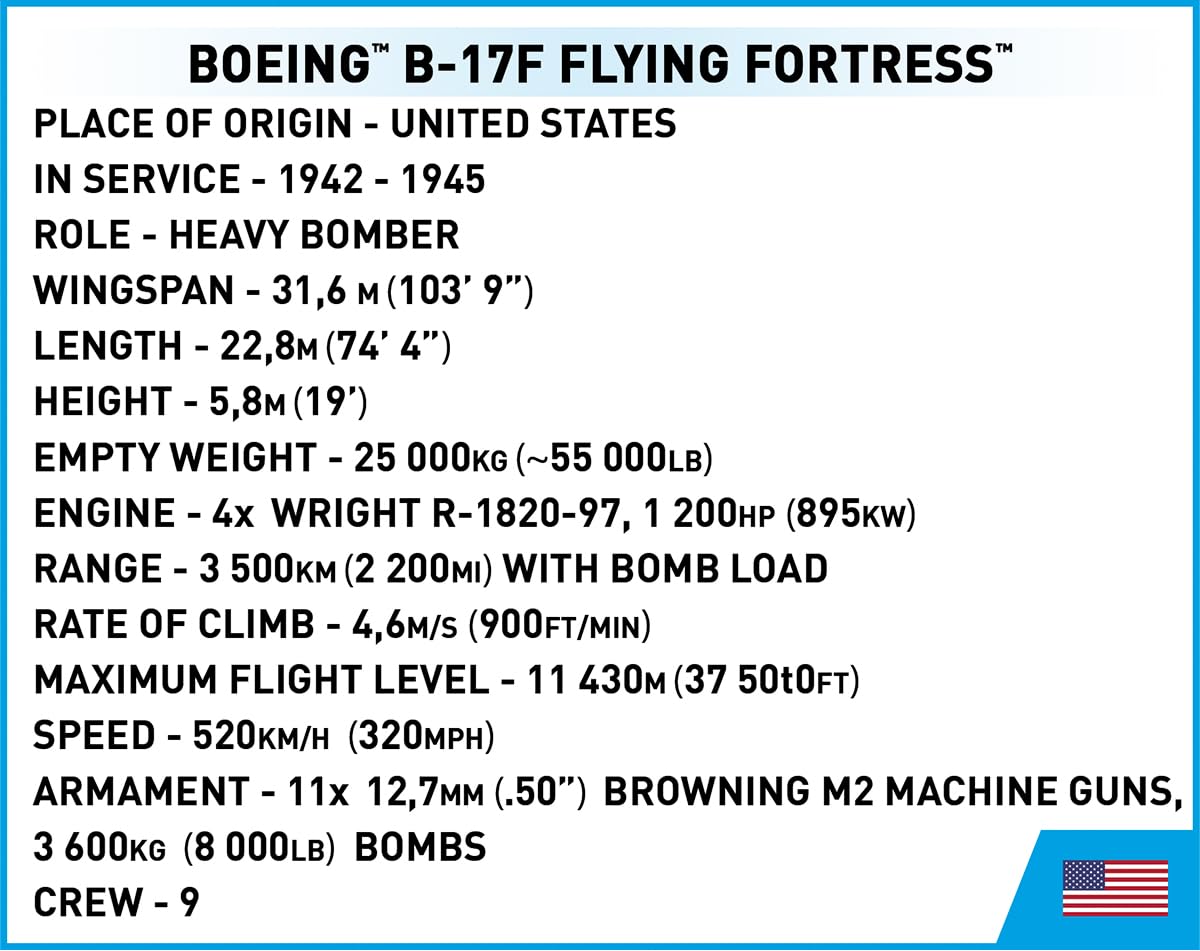 BOEING™ B-17F FLYING FORTRESS™
PLACE OF ORIGIN - UNITED STATES
IN SERVICE - 1942 - 1945
ROLE - HEAVY BOMBER
WINGSPAN - 31,6 M (103’ 9”)
LENGTH - 22,8M (74’ 4”)
HEIGHT - 5,8M (19’)
EMPTY WEIGHT - 25 000KG (~55 000LB)
ENGINE - 4x WRIGHT R-1820-97, 1 200HP (895KW)
RANGE - 3 500KM (2 200MI) WITH BOMB LOAD
RATE OF CLIMB - 4,6M/S (900FT/MIN)
MAXIMUM FLIGHT LEVEL - 11 430M (37 50t0FT)
SPEED - 520KM/H (320MPH)
ARMAMENT - 11x 12,7MM (.50”) BROWNING M2 MACHINE GUNS,
3 600KG (8 000LB) BOMBS
CREW - 9